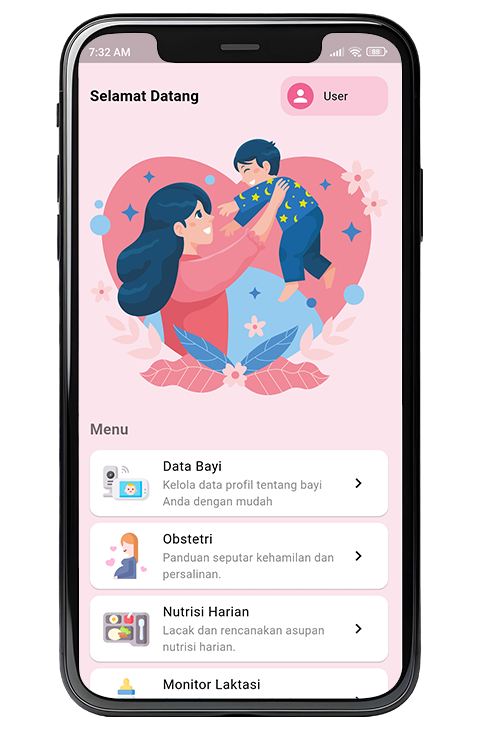 7:32 AM
88
Selamat Datang
User
Menu
Data Bayi
Kelola data profil tentang bayi
Anda dengan mudah
Obstetri
Panduan seputar kehamilan dan
persalinan.
Nutrisi Harian
Lacak dan rencanakan asupan
nutrisi harian.
Monitor Laktasi